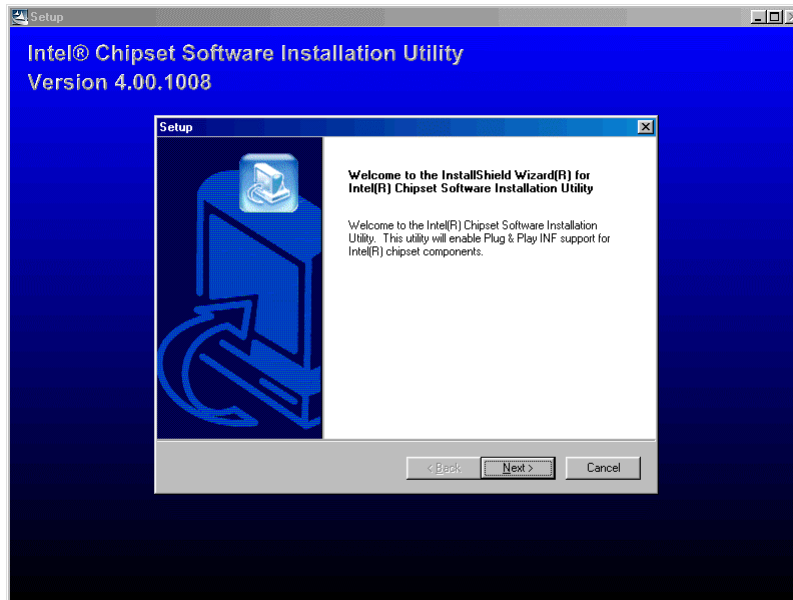 Setup
Intel® Chipset Software Installation Utility
Version 4.00.1008
Setup
Welcome to the InstallShield Wizard(R) for
Intel(R) Chipset Software Installation Utility
Welcome to the Intel(R) Chipset Software Installation
Utility. This utility will enable Plug & Play INF support for
Intel(R) chipset components.
< Back
Next >
Cancel